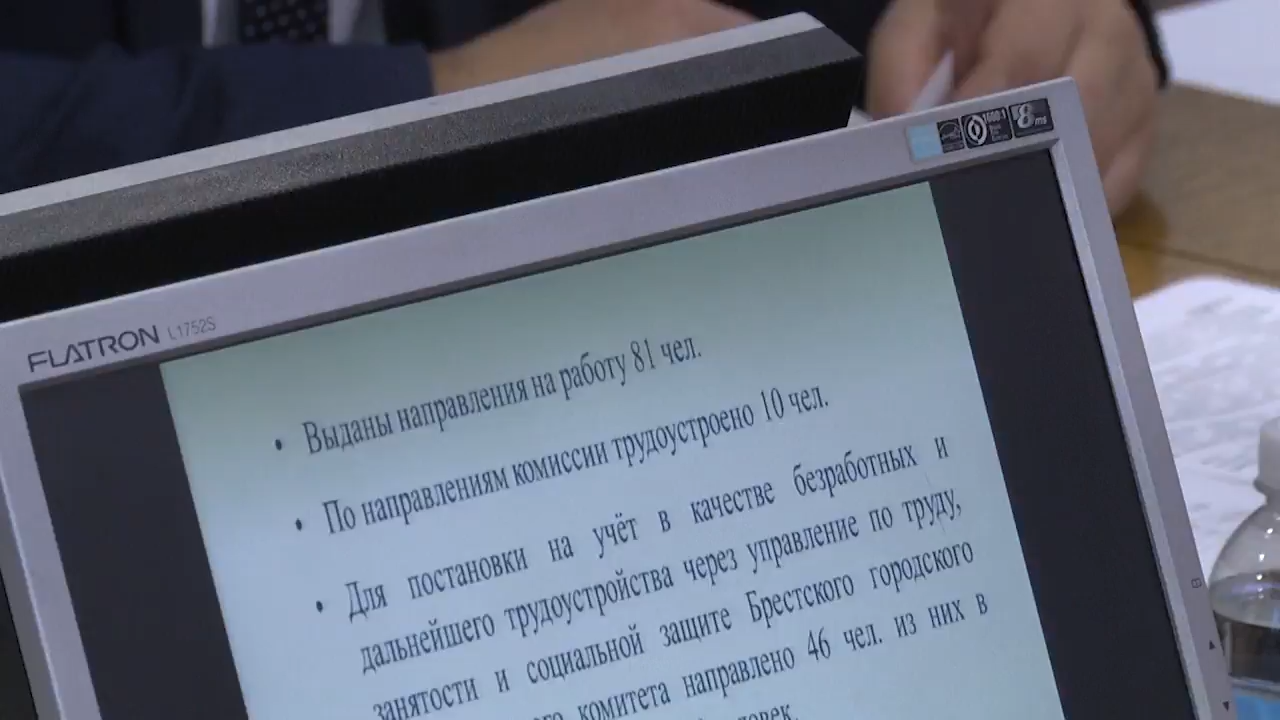 8ms
FLATRON L1752S
• Выданы направления на работу 81 чел.
• По направлениям комиссии трудоустроено 10 чел.
• Для постановки на учёт в качестве безработных и
дальнейшего трудоустройства через управление по труду,
занятости и социальной защите Брестского городского
комитета направлено 46 чел. из них в